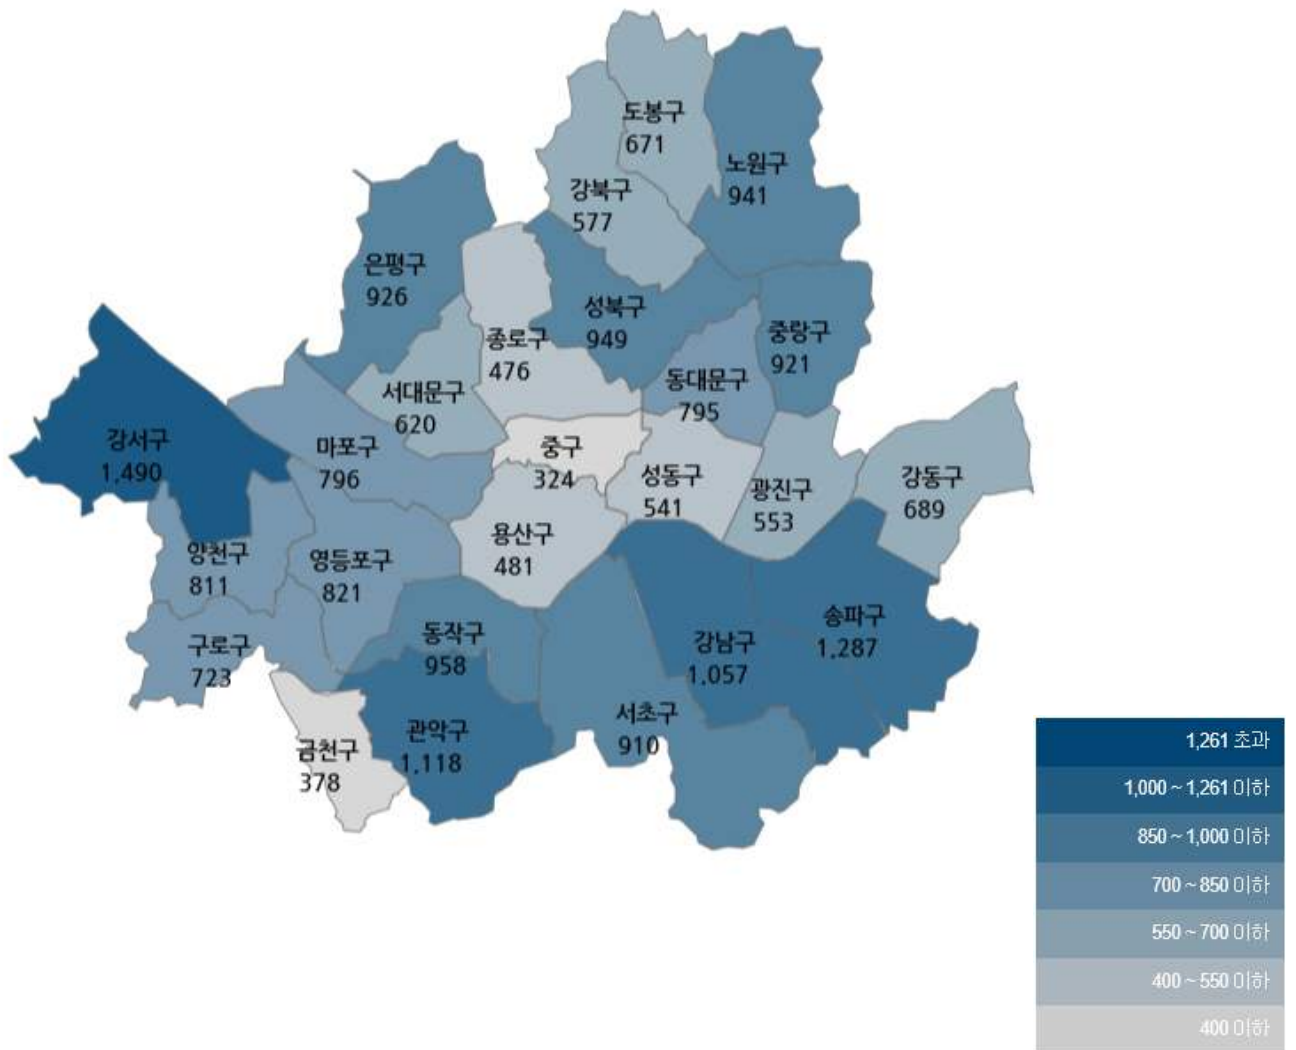 도봉구
671
노원구
941
강북구
577
은평구
926
성북구
949
중랑구
921
종로구
476
동대문구
795
서대문구
620
강서구
1,490
마포구
796
중구
324
성동구
541
광진구
553
강동구
689
용산구
481
양천구
811
영등포구
821
구로구
723
동작구
958
강남구
1,057
송파구
1,287
서초구
910
관악구
1,118
금천구
378
1,261 초과
1,000 ~ 1,261 이하
850 ~ 1,000 이하
700 ~ 850 이하
550 ~ 700 이하
400 ~ 550 이하
400 이하